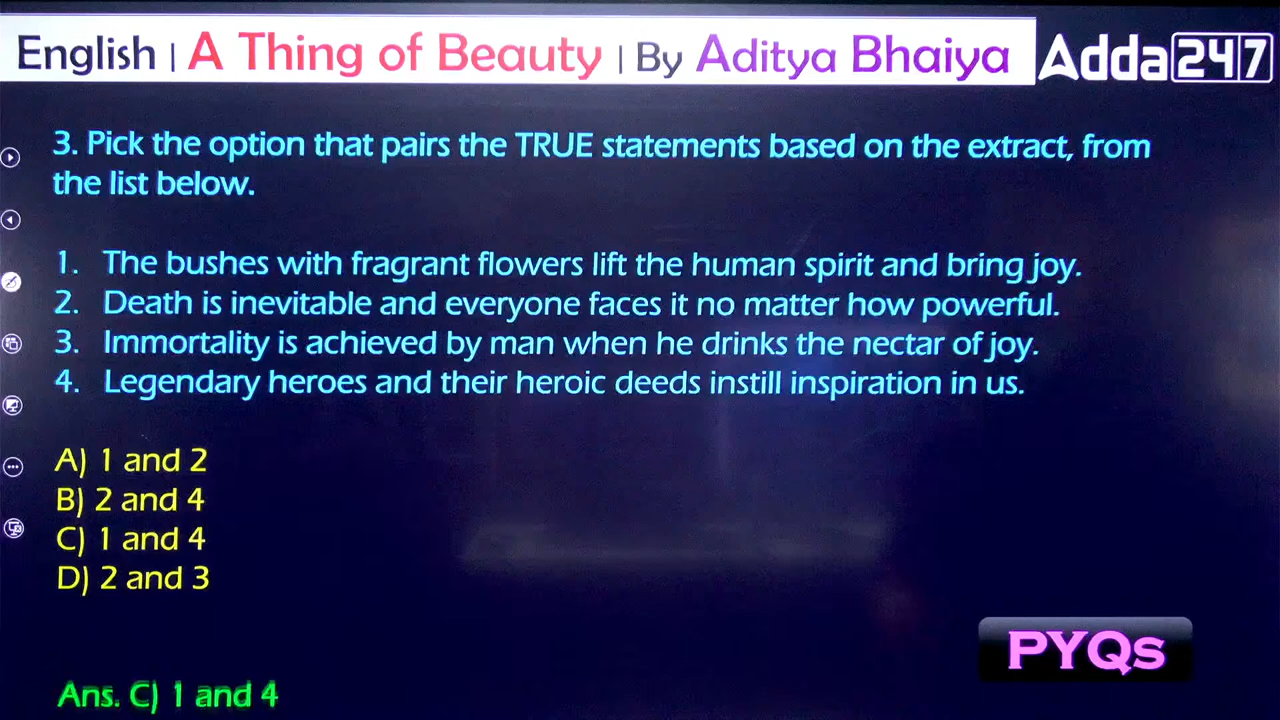 English | A Thing of Beauty | By Aditya Bhaiya Adda247
3. Pick the option that pairs the TRUE statements based on the extract, from
the list below.
1. The bushes with fragrant flowers lift the human spirit and bring joy.
2. Death is inevitable and everyone faces it no matter how powerful.
3. Immortality is achieved by man when he drinks the nectar of joy.
4. Legendary heroes and their heroic deeds instill inspiration in us.
A) 1 and 2
B) 2 and 4
C) 1 and 4
D) 2 and 3
PYQs
Ans. C) 1 and 4